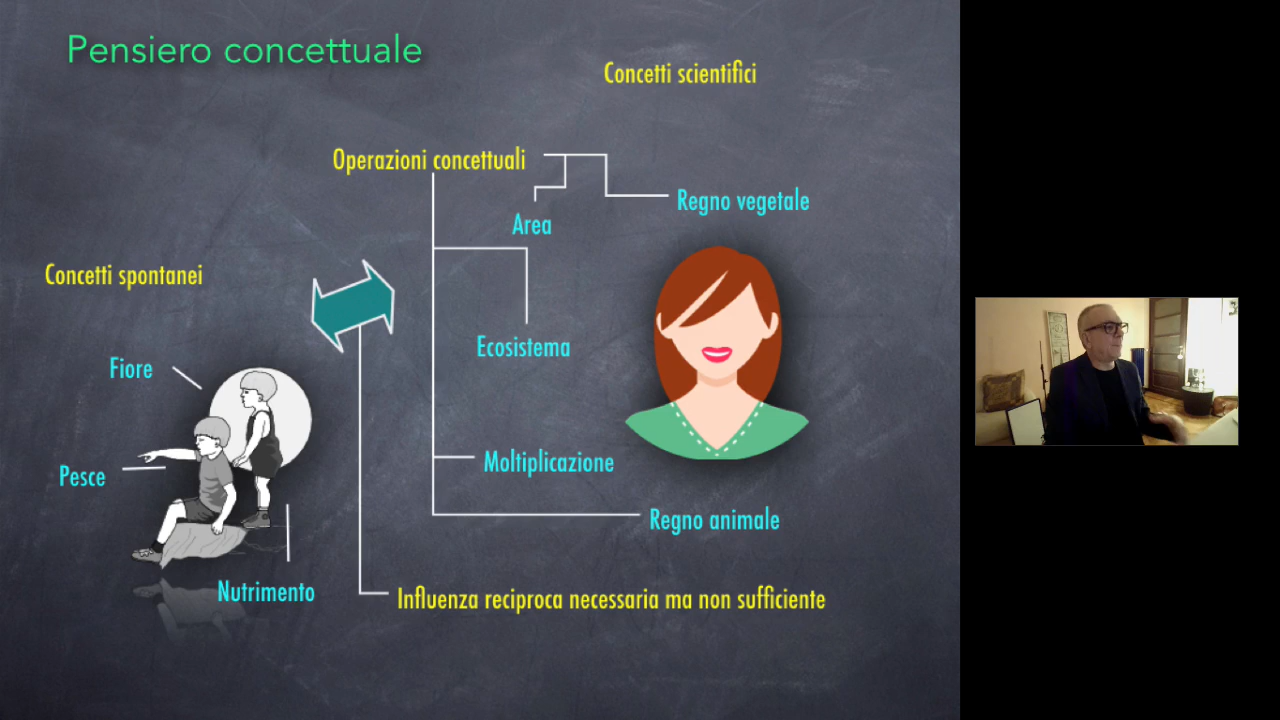 Pensiero concettuale
Concetti scientifici
Operazioni concettuali
Regno vegetale
Area
Concetti spontanei
Ecosistema
Fiore
Moltiplicazione
Pesce
Regno animale
Nutrimento
Influenza reciproca necessaria ma non sufficiente